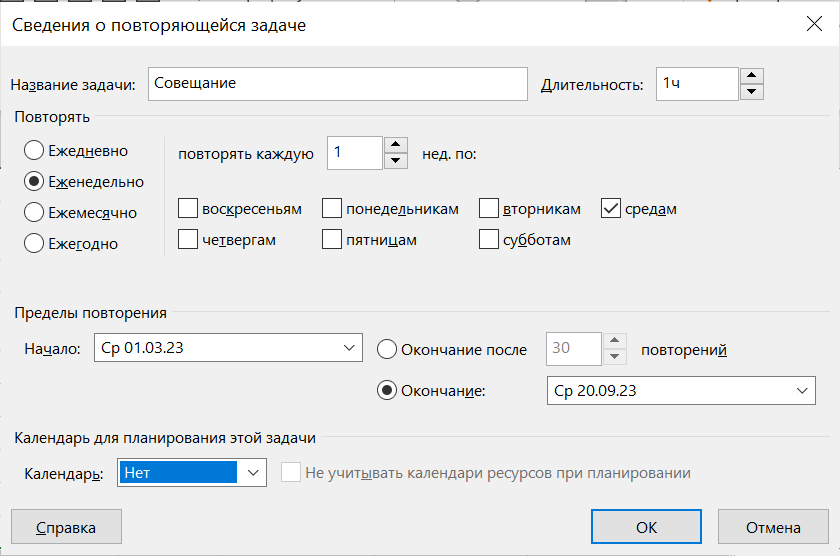 Сведения о повторяющейся задаче
Название задачи: Совещание Длительность: 1ч
Повторять
Ежедневно повторять каждую 1 нед. по:
Еженедельно
Ежемесячно воскресеньям понедельникам вторникам средам
Ежегодно четвергам пятницам субботам
Пределы повторения
Начало: Ср 01.03.23 Окончание после 30 повторений
Окончание: Ср 20.09.23
Календарь для планирования этой задачи
Календарь: Нет Не учитывать календари ресурсов при планировании
Справка ОК Отмена